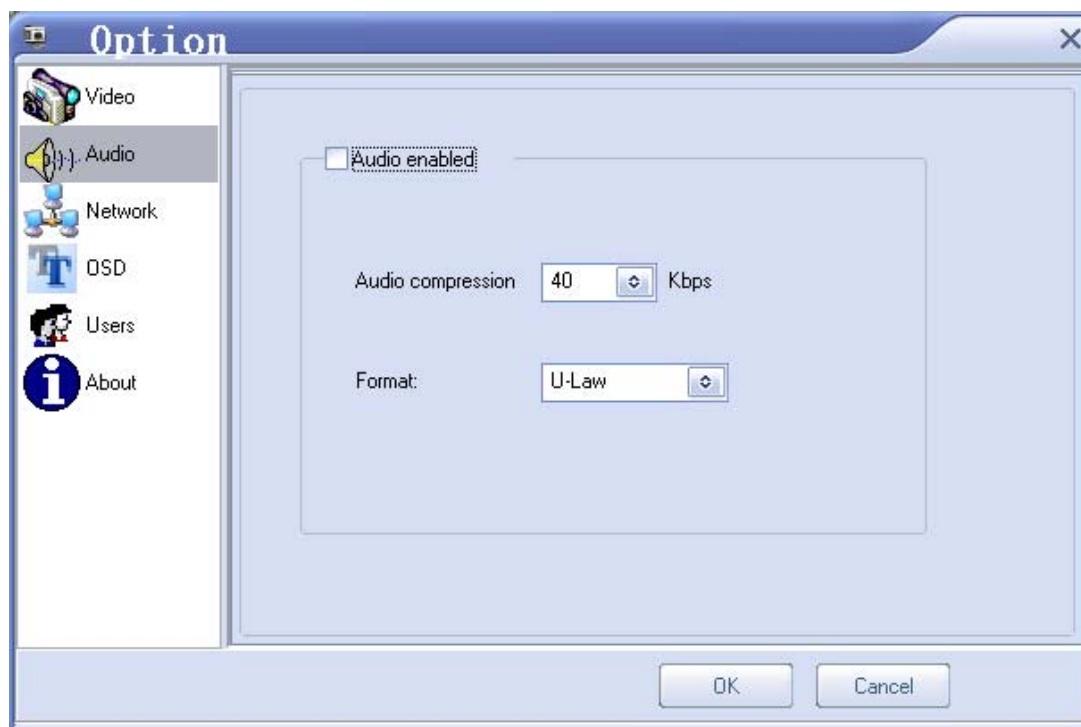 Option
Video
Audio
Network
OSD
Users
About
Audio enabled
Audio compression 40 Kbps
Format: U-Law
OK Cancel